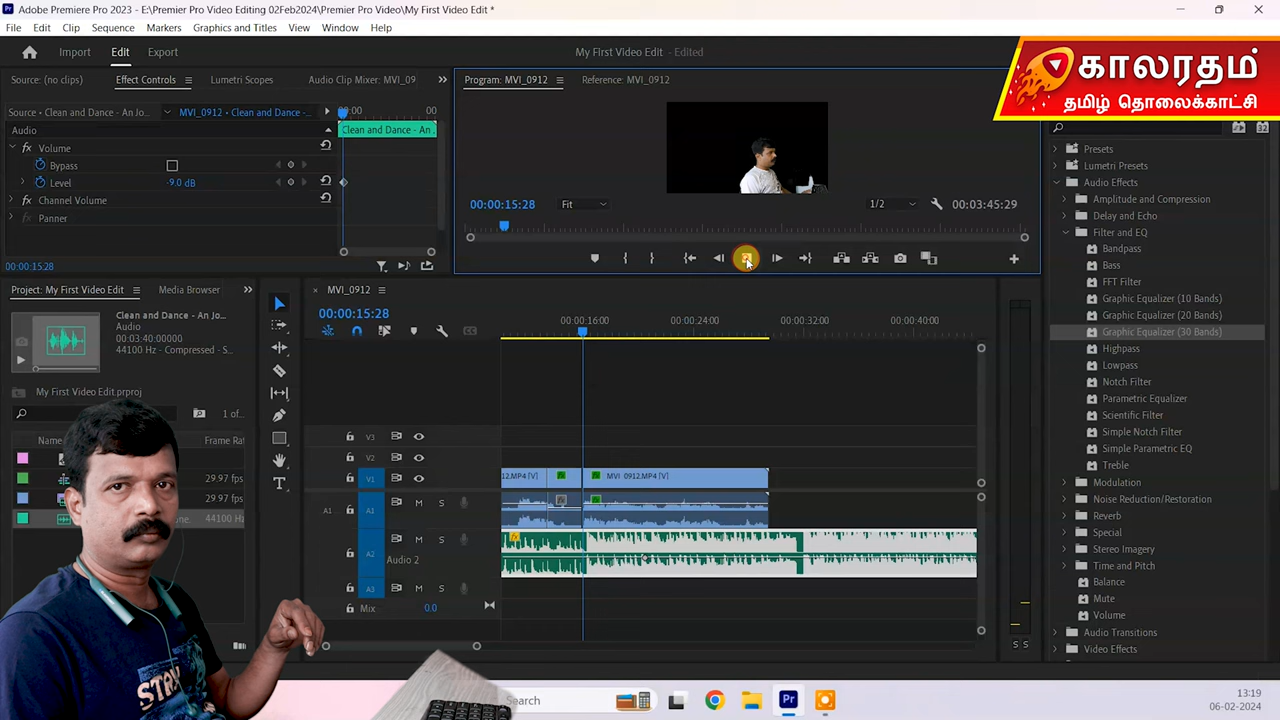 Adobe Premiere Pro 2023 - E:\Premier Pro Video Editing 02Feb2024\Premier Pro Video\My First Video Edit *
File Edit Clip Sequence Markers Graphics and Titles View Window Help
Import Edit Export
My First Video Edit - Edited
காலரதம்
தமிழ் தொலைக்காட்சி
Source: (no clips) Effect Controls Lumetri Scopes Audio Clip Mixer: MVI_09
Source • Clean and Dance - An Jo... MVI_0912 • Clean and Dance -... :00:00 00
Audio
Clean and Dance - An
Volume
Bypass
Level -9.0 dB
Channel Volume
Panner
00:00:15:28
Program: MVI_0912 Reference: MVI_0912
00:00:15:28 Fit 1/2 00:03:45:29
Project: My First Video Edit Media Browser
Clean and Dance - An Jo...
Audio
00:03:40:00000
44100 Hz - Compressed - S...
My First Video Edit.prproj
1 of...
Frame Ra
29.97 fps
29.97 fps
44100 Hz
MVI_0912
00:00:15:28
00:00:16:00 00:00:24:00 00:00:32:00 00:00:40:00
V3
V2
V1
12.MP4 [V] MVI_0912.MP4 [V]
A1 A1 M S
A2 M S
Audio 2
A3 M S
Mix 0.0
S S
Presets
Lumetri Presets
Audio Effects
Amplitude and Compression
Delay and Echo
Filter and EQ
Bandpass
Bass
FFT Filter
Graphic Equalizer (10 Bands)
Graphic Equalizer (20 Bands)
Graphic Equalizer (30 Bands)
Highpass
Lowpass
Notch Filter
Parametric Equalizer
Scientific Filter
Simple Notch Filter
Simple Parametric EQ
Treble
Modulation
Noise Reduction/Restoration
Reverb
Special
Stereo Imagery
Time and Pitch
Balance
Mute
Volume
Audio Transitions
Video Effects
Search
Pr
13:19
06-02-2024